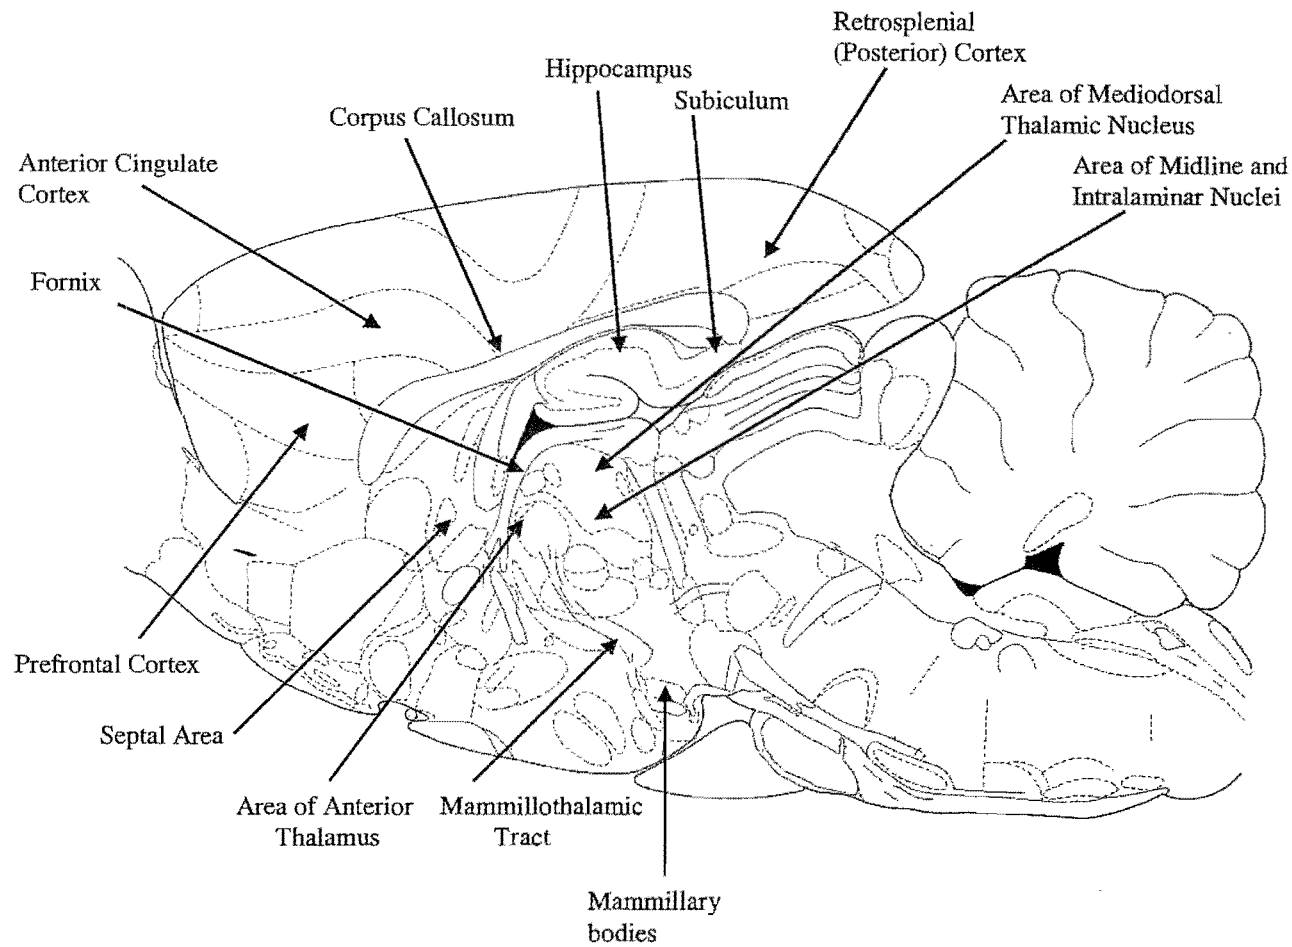 Retrosplenial
(Posterior) Cortex
Hippocampus
Subiculum
Area of Mediodorsal
Thalamic Nucleus
Corpus Callosum
Anterior Cingulate
Cortex
Area of Midline and
Intralaminar Nuclei
Fornix
Prefrontal Cortex
Septal Area
Area of Anterior
Thalamus
Mammillothalamic
Tract
Mammillary
bodies